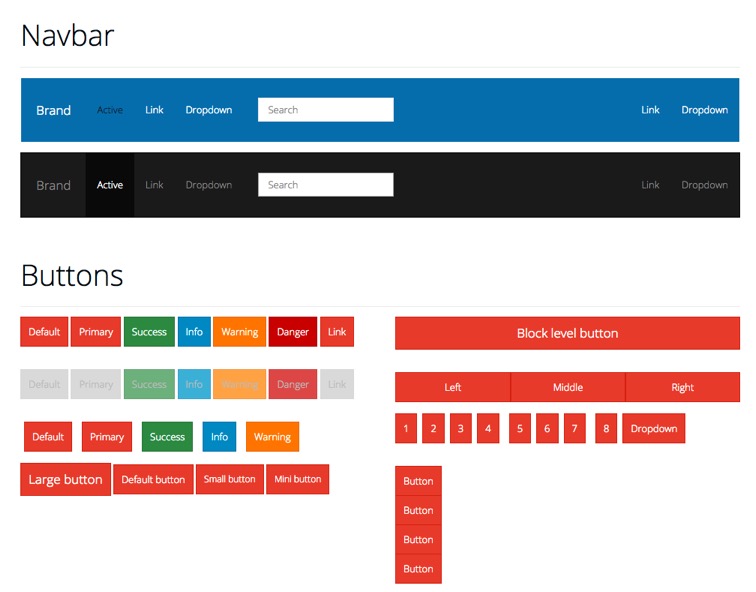 Navbar
Brand Active Link Dropdown Search Link Dropdown
Brand Active Link Dropdown Search Link Dropdown
Buttons
Default Primary Success Info Warning Danger Link
Block level button
Default Primary Success Info Warning Danger Link
Left Middle Right
Default Primary Success Info Warning
1 2 3 4 5 6 7 8 Dropdown
Large button Default button Small button Mini button
Button
Button
Button
Button